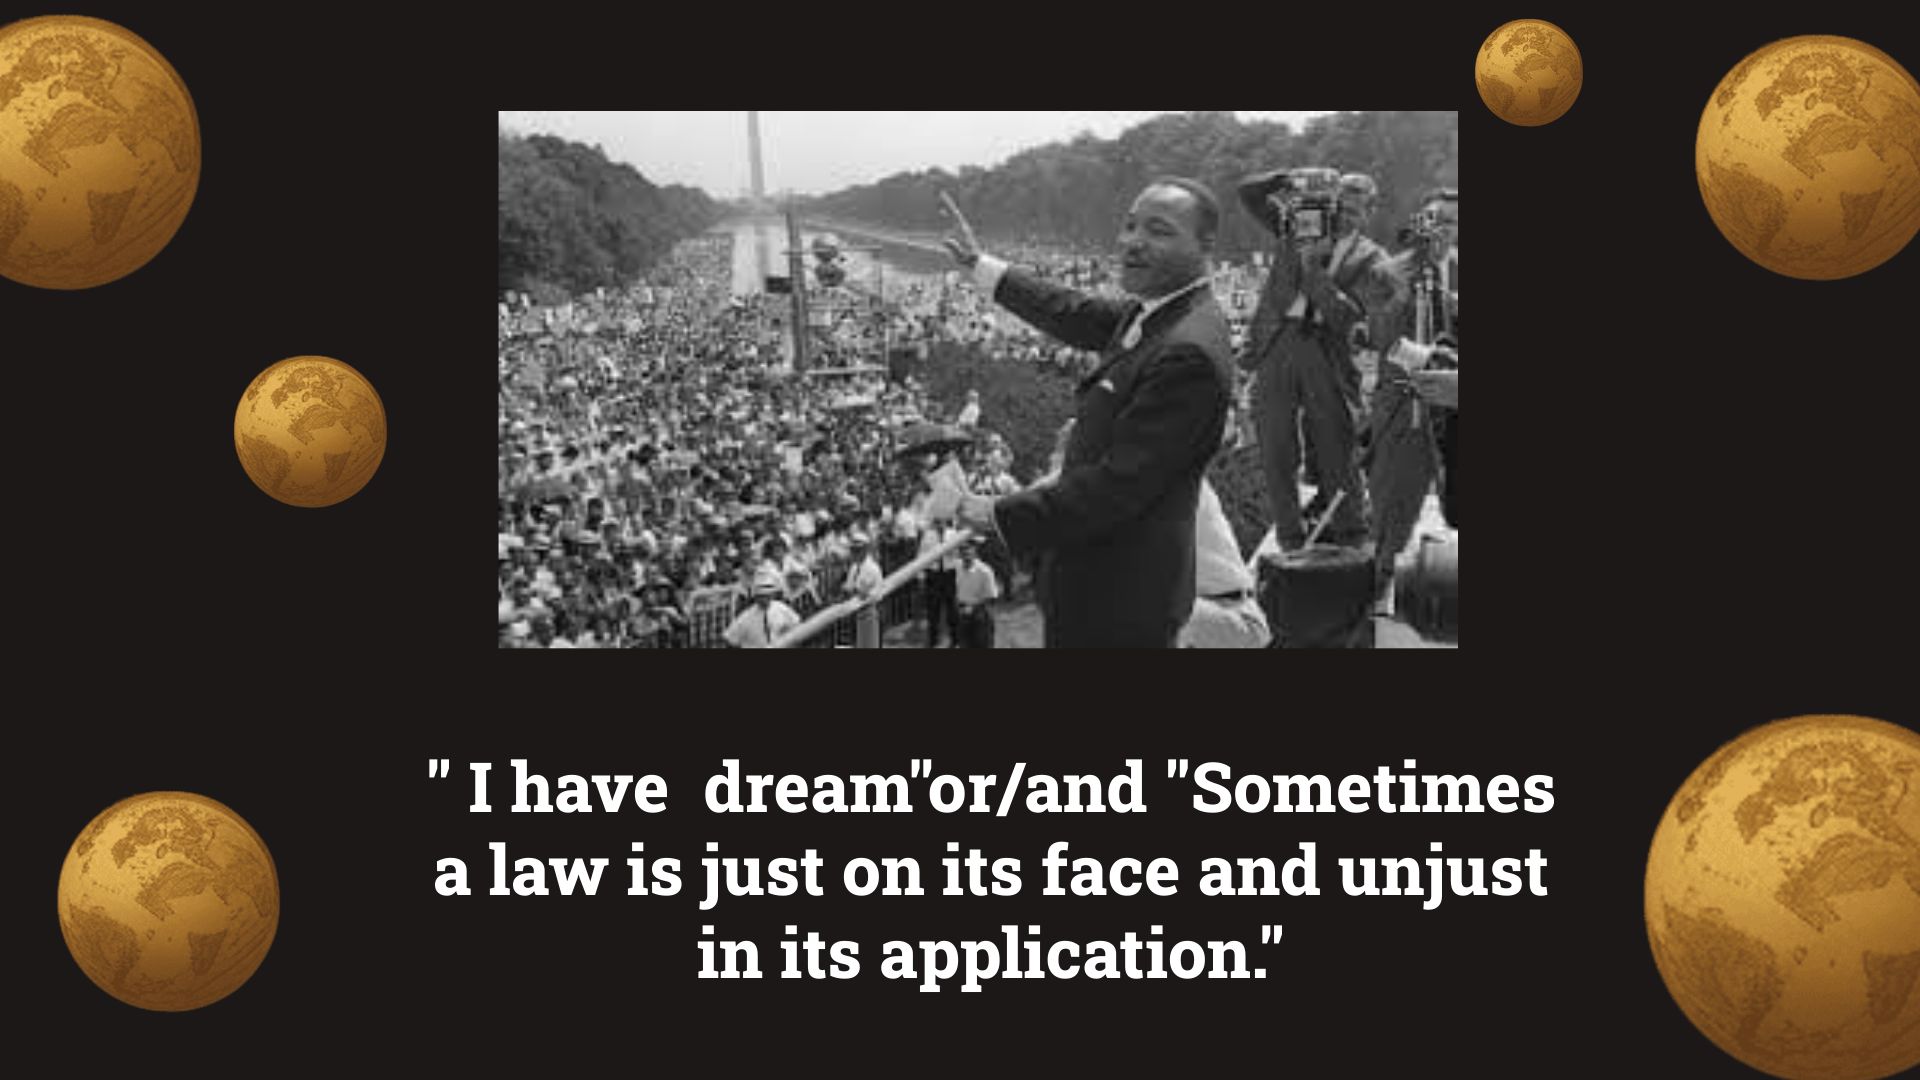 " I have  dream"or/and "Sometimes
a law is just on its face and unjust
in its application."